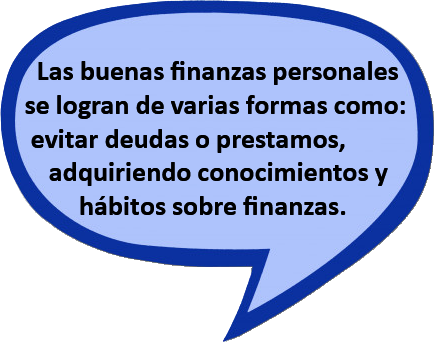 Las buenas finanzas personales
se logran de varias formas como:
evitar deudas o prestamos,
adquiriendo conocimientos y
hábitos sobre finanzas.